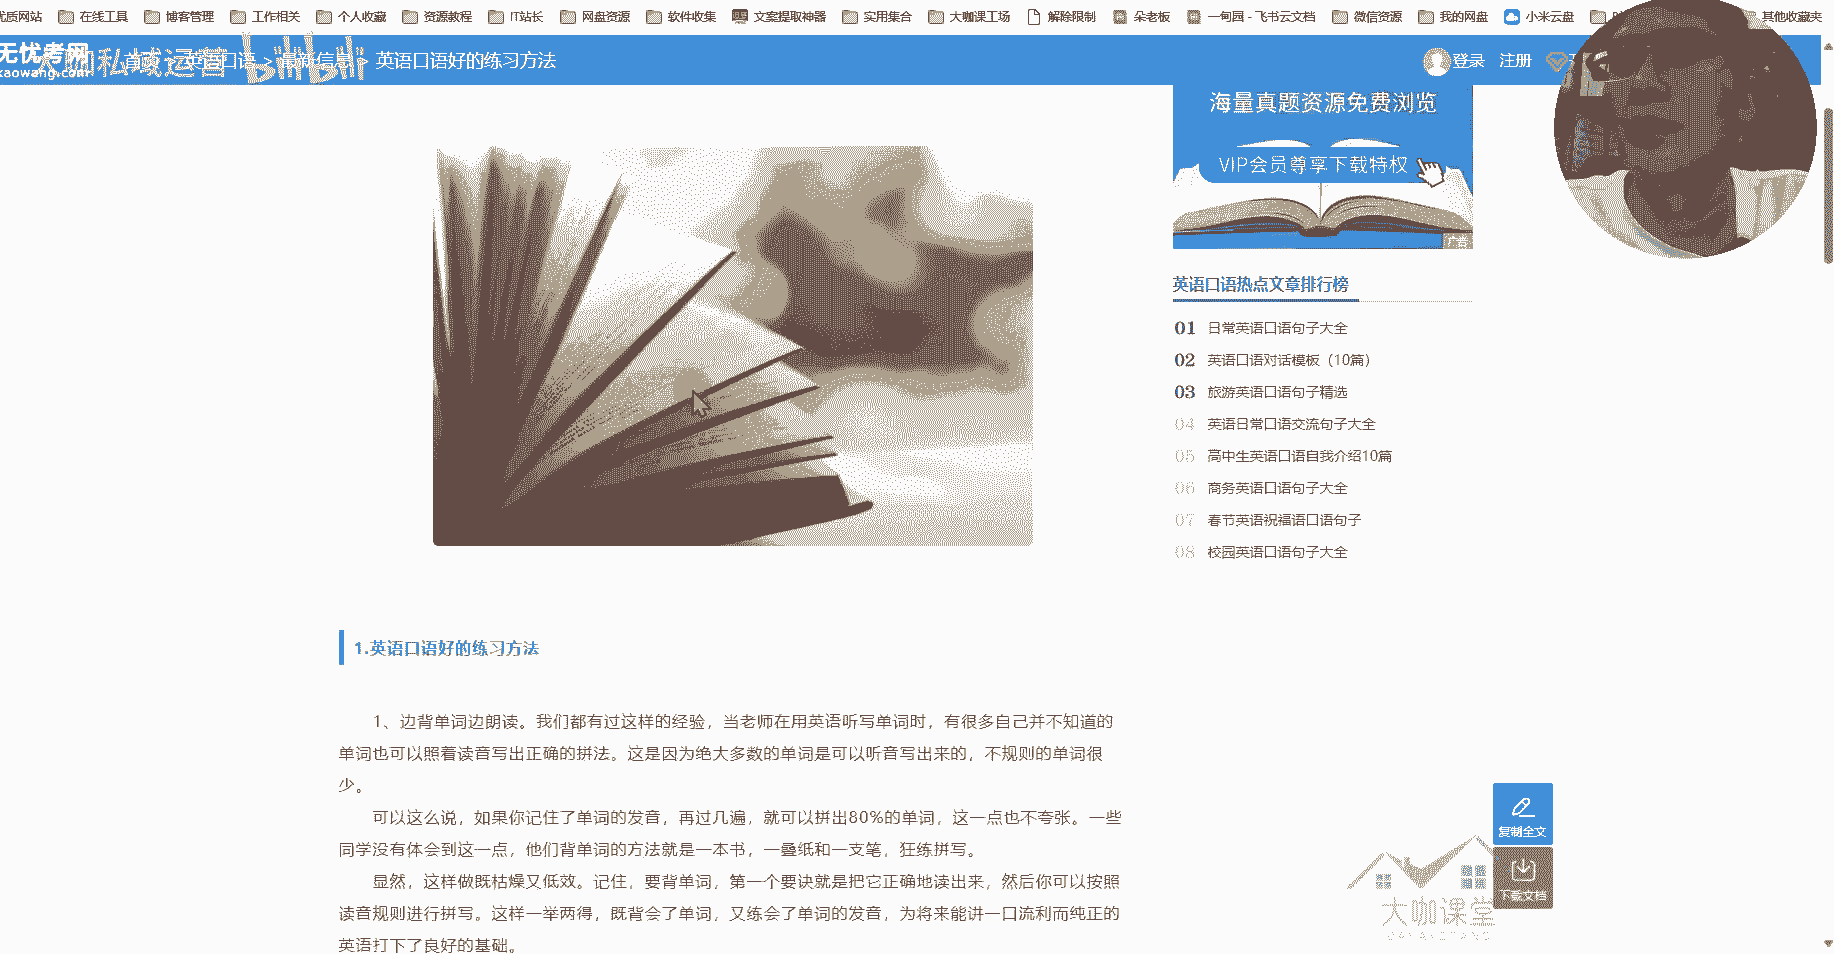 优质网站 在线工具 博客管理 工作相关 个人收藏 资源教程 IT站长 网盘资源 软件收集 文案提取神器 实用集合 大咖课工场 解除限制 朵老板 一甸园 - 飞书云文档 微信资源 我的网盘 小米云盘 其他收藏夹
无忧考网
kaowang.com
大咖私域运营 bilibili
首页 > 英语口语 > 最新信息 > 英语口语好的练习方法
登录 注册
海量真题资源免费浏览
VIP会员尊享下载特权
广告
英语口语热点文章排行榜
01 日常英语口语句子大全
02 英语口语对话模板（10篇）
03 旅游英语口语句子精选
04 英语日常口语交流句子大全
05 高中生英语口语自我介绍10篇
06 商务英语口语句子大全
07 春节英语祝福语口语句子
08 校园英语口语句子大全
1.英语口语好的练习方法
1、边背单词边朗读。我们都有过这样的经验，当老师在用英语听写单词时，有很多自己并不知道的
单词也可以照着读音写出正确的拼法。这是因为绝大多数的单词是可以听音写出来的，不规则的单词很
少。
可以这么说，如果你记住了单词的发音，再过几遍，就可以拼出80%的单词，这一点也不夸张。一些
同学没有体会到这一点，他们背单词的方法就是一本书，一叠纸和一支笔，狂练拼写。
显然，这样做既枯燥又低效。记住，要背单词，第一个要诀就是把它正确地读出来，然后你可以按照
读音规则进行拼写。这样一举两得，既背会了单词，又练会了单词的发音，为将来能讲一口流利而纯正的
英语打下了良好的基础。
复制全文
下载文档
大咖课堂